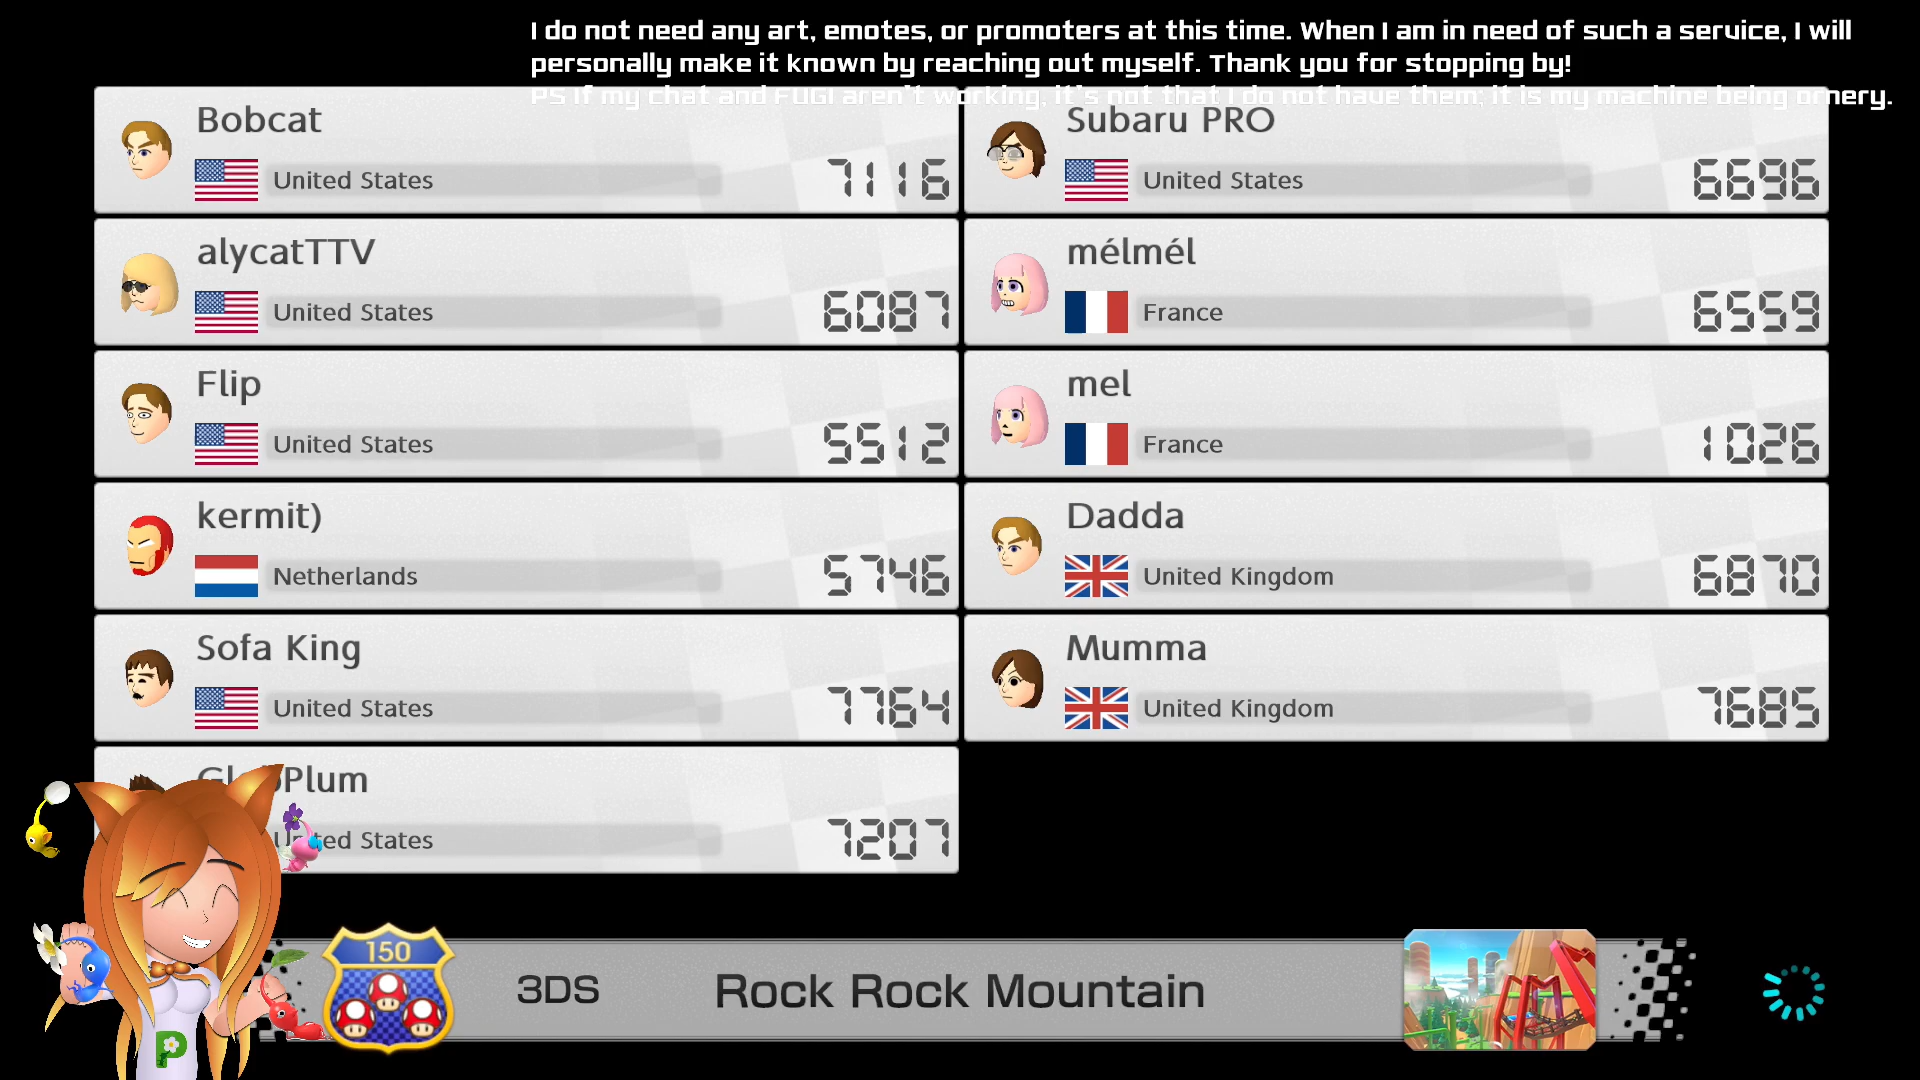 I do not need any art, emotes, or promoters at this time. When I am in need of such a service, I will
personally make it known by reaching out myself. Thank you for stopping by!
PS If my chat and FUGI aren't working, it's not that I do not have them; it is my machine being ornery.
Bobcat
United States 7116
Subaru PRO
United States 6696
alycatTTV
United States 6087
mélmél
France 6559
Flip
United States 5512
mel
France 1026
kermit)
Netherlands 5746
Dadda
United Kingdom 6870
Sofa King
United States 7764
Mumma
United Kingdom 7685
Plum
United States 7207
150
3DS Rock Rock Mountain
P